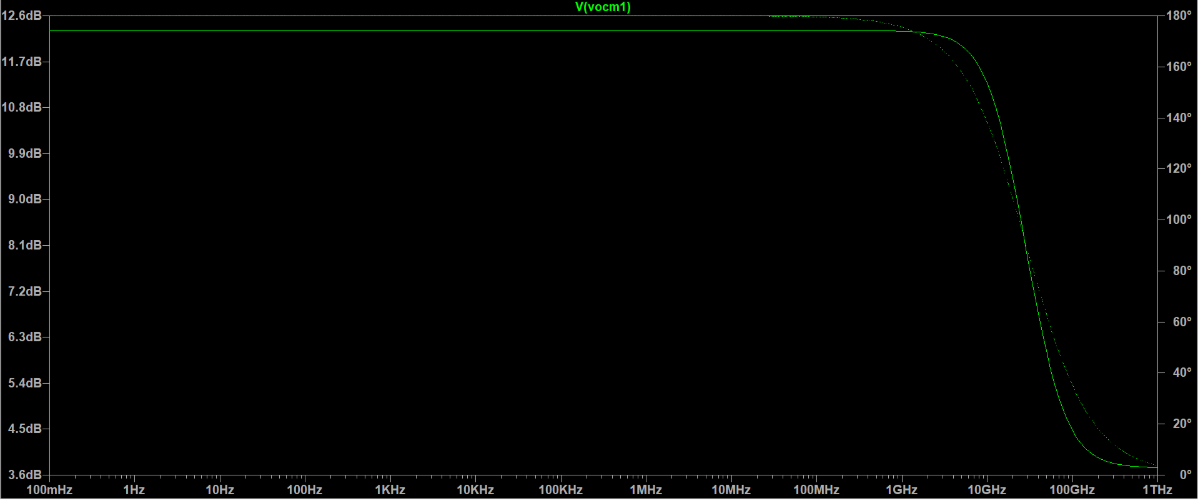 V(vocm1)
12.6dB
11.7dB
10.8dB
9.9dB
9.0dB
8.1dB
7.2dB
6.3dB
5.4dB
4.5dB
3.6dB
180°
160°
140°
120°
100°
80°
60°
40°
20°
0°
100mHz 1Hz 10Hz 100Hz 1KHz 10KHz 100KHz 1MHz 10MHz 100MHz 1GHz 10GHz 100GHz 1THz